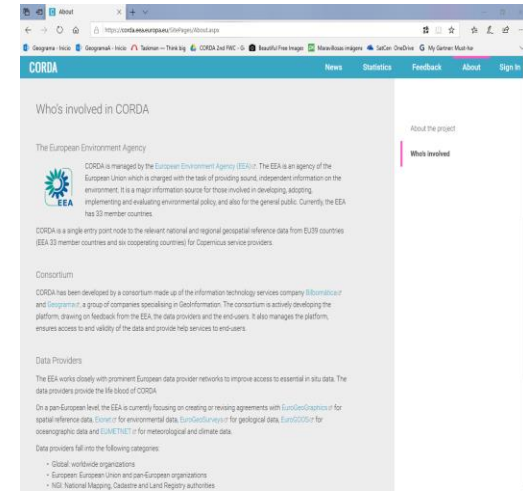 About
https://corda.eea.europa.eu/SitePages/About.aspx
Geograma - Inicio
GeogramaK - Inicio
CORDA 2nd FWC - G
Beautiful Free Images
SatCen OneDrive
CORDA
News
Statistics
Feedback
About
Sign In
Who's involved in CORDA
About the project
Who's involved
The European Environment Agency
CORDA is managed by the European Environment Agency (EEA). The EEA is an agency of the
European Union which is charged with the task of providing sound, independent information on the
environment. It is a major information source for those involved in developing, adopting,
implementing and evaluating environmental policy, and also for the general public. Currently, the EEA
has 33 member countries.
EEA
CORDA is a single entry point node to the relevant national and regional geospatial reference data from EU39 countries
(EEA 33 member countries and six cooperating countries) for Copernicus service providers.
Consortium
CORDA has been developed by a consortium made up of the information technology services company Bilbomatica
and Geograma, a group of companies specialising in GeoInformation. The consortium is actively developing the
platform, drawing on feedback from the EEA, the data providers and the end-users. It also manages the platform,
ensures access to and validity of the data and provide help services to end-users.
Data Providers
The EEA works closely with prominent European data provider networks to improve access to essential in situ data. The
data providers provide the life blood of CORDA
On a pan-European level, the EEA is currently focusing on creating or revising agreements with EuroGeoGraphics for
spatial reference data, Eionet for environmental data, EuroGeoSurveys for geological data, EuroGOOS for
oceanographic data and EUMETNET for meteorological and climate data.
Data providers fall into the following categories:
• Global: worldwide organizations
• European: European Union and pan-European organizations
• NGI: National Mapping, Cadastre and Land Registry authorities